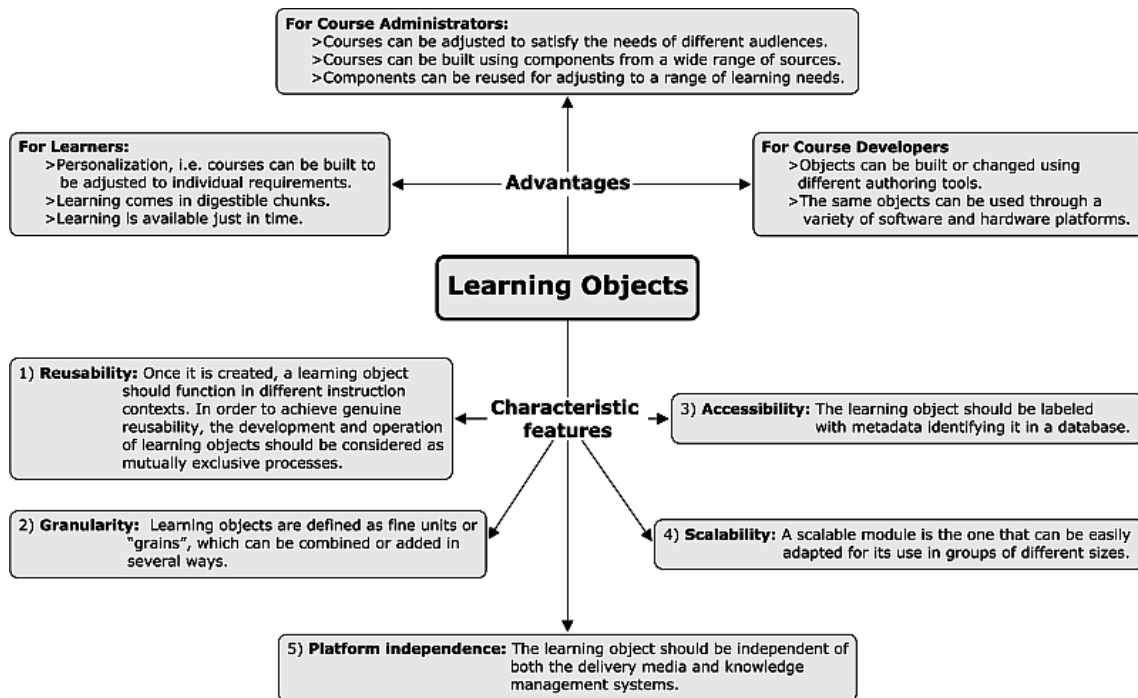 For Course Administrators:
>Courses can be adjusted to satisfy the needs of different audiences.
>Courses can be built using components from a wide range of sources.
>Components can be reused for adjusting to a range of learning needs.
For Learners:
>Personalization, i.e. courses can be built to
be adjusted to individual requirements.
>Learning comes in digestible chunks.
>Learning is available just in time.
Advantages
For Course Developers
>Objects can be built or changed using
different authoring tools.
>The same objects can be used through a
variety of software and hardware platforms.
Learning Objects
1) Reusability: Once it is created, a learning object
should function in different instruction
contexts. In order to achieve genuine
reusability, the development and operation
of learning objects should be considered as
mutually exclusive processes.
Characteristic
features
3) Accessibility: The learning object should be labeled
with metadata identifying it in a database.
2) Granularity: Learning objects are defined as fine units or
"grains", which can be combined or added in
several ways.
4) Scalability: A scalable module is the one that can be easily
adapted for its use in groups of different sizes.
5) Platform independence: The learning object should be independent of
both the delivery media and knowledge
management systems.